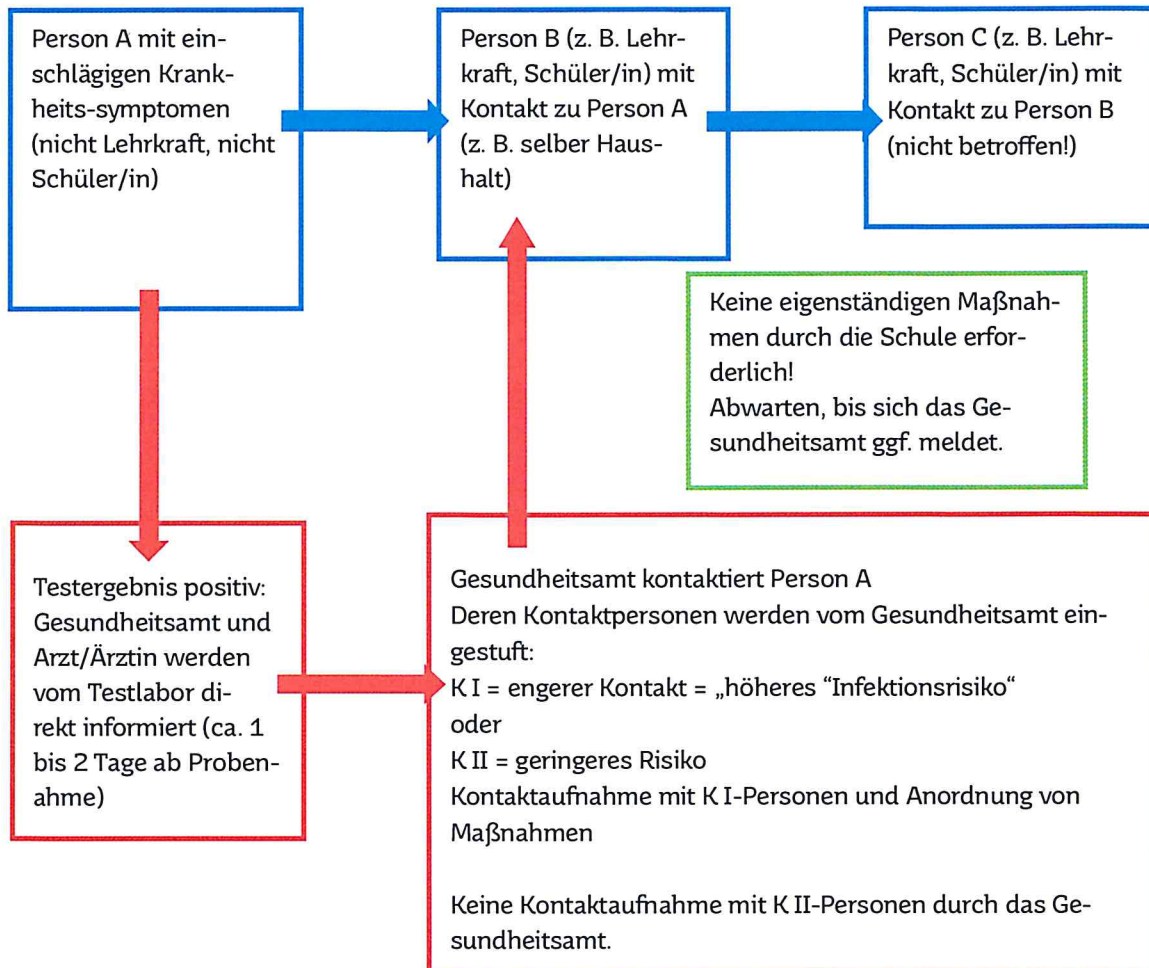 Person A mit ein-
schlägigen Krank-
heits-symptomen
(nicht Lehrkraft, nicht
Schüler/in)
Person B (z. B. Lehr-
kraft, Schüler/in) mit
Kontakt zu Person A
(z. B. selber Haus-
halt)
Person C (z. B. Lehr-
kraft, Schüler/in) mit
Kontakt zu Person B
(nicht betroffen!)
Keine eigenständigen Maßnah-
men durch die Schule erfor-
derlich!
Abwarten, bis sich das Ge-
sundheitsamt ggf. meldet.
Testergebnis positiv:
Gesundheitsamt und
Arzt/Ärztin werden
vom Testlabor di-
rekt informiert (ca. 1
bis 2 Tage ab Proben-
ahme)
Gesundheitsamt kontaktiert Person A
Deren Kontaktpersonen werden vom Gesundheitsamt ein-
gestuft:
K I = engerer Kontakt = „höheres “Infektionsrisiko“
oder
K II = geringeres Risiko
Kontaktaufnahme mit K I-Personen und Anordnung von
Maßnahmen
Keine Kontaktaufnahme mit K II-Personen durch das Ge-
sundheitsamt.